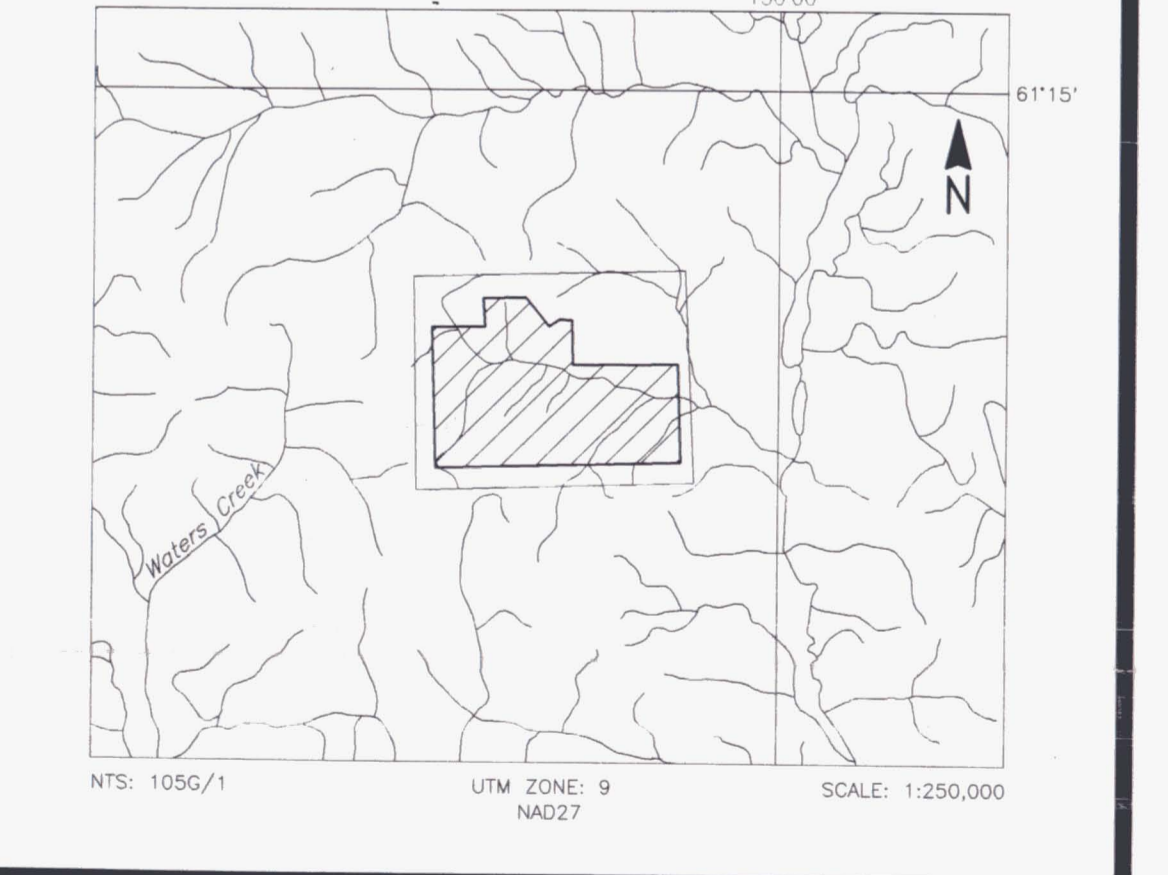 61°15'
N
Waters Creek
NTS: 105G/1
UTM ZONE: 9
SCALE: 1:250,000
NAD27